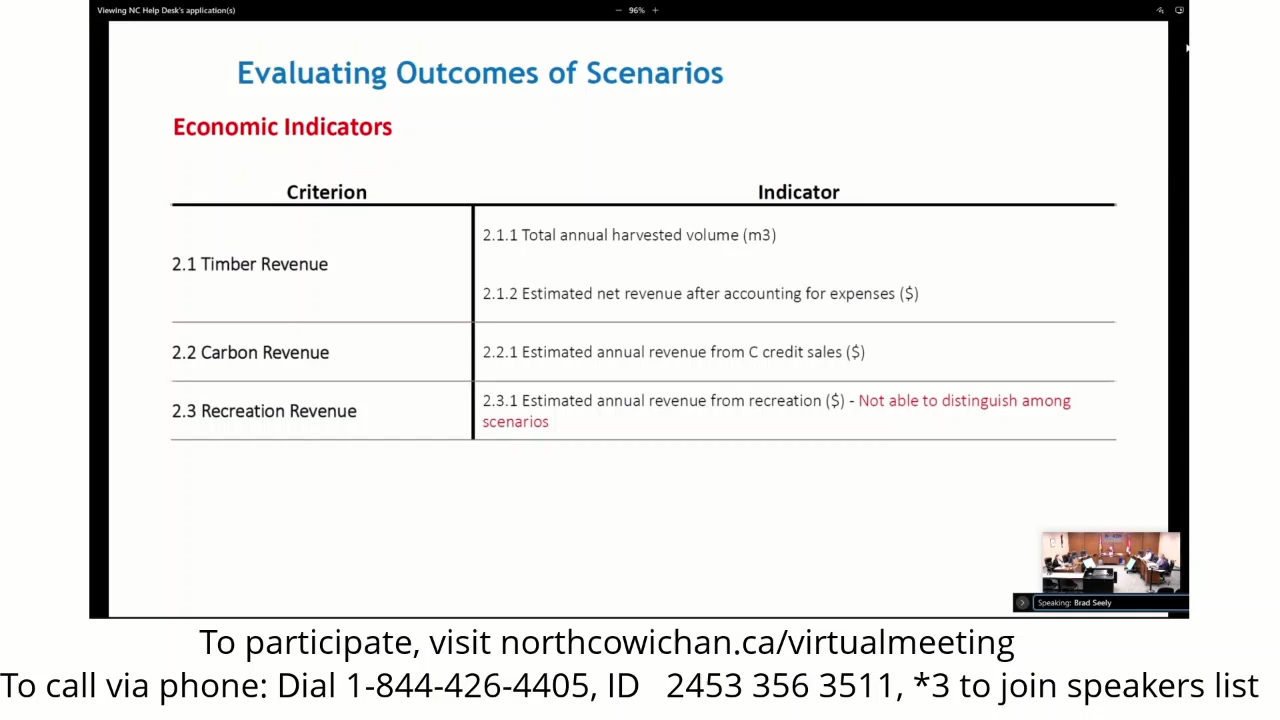 Viewing NC Help Desk's application(s)
− 96% +
Evaluating Outcomes of Scenarios
Economic Indicators
Criterion Indicator
2.1 Timber Revenue
2.1.1 Total annual harvested volume (m3)
2.1.2 Estimated net revenue after accounting for expenses ($)
2.2 Carbon Revenue
2.2.1 Estimated annual revenue from C credit sales ($)
2.3 Recreation Revenue
2.3.1 Estimated annual revenue from recreation ($) - Not able to distinguish among
scenarios
Speaking: Brad Seely
To participate, visit northcowichan.ca/virtualmeeting
To call via phone: Dial 1-844-426-4405, ID 2453 356 3511, *3 to join speakers list